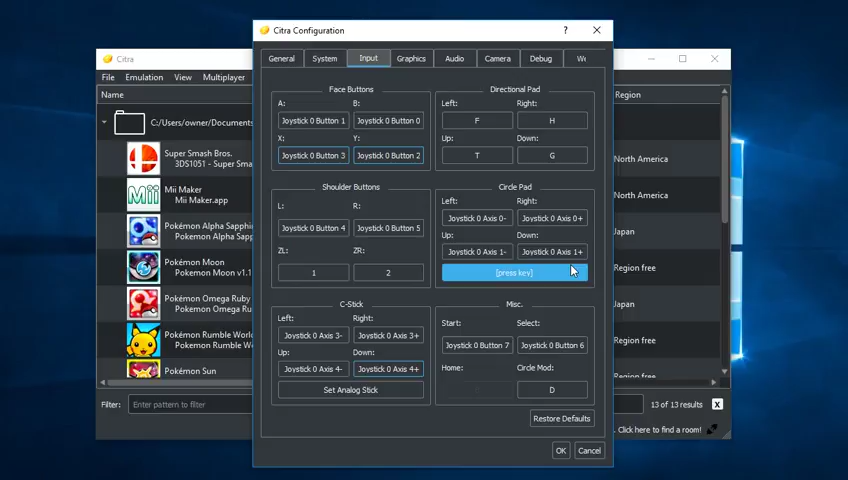 Citra Configuration
?
General System Input Graphics Audio Camera Debug We
Citra
File Emulation View Multiplayer
Name
Region
C:/Users/owner/Documents
Super Smash Bros.
3DS1051 - Super Sma
North America
Mii Maker
Mii Maker.app
North America
Pokémon Alpha Sapphi
Pokemon Alpha Sapph
Japan
Pokémon Moon
Pokemon Moon v1.1
Region free
Pokémon Omega Ruby
Pokemon Omega Ruby
Japan
Pokémon Rumble World
Pokemon Rumble Worl
Region free
Pokémon Sun
Region free
Filter: Enter pattern to filter
13 of 13 results X
Click here to find a room!
Face Buttons
A: B:
Joystick 0 Button 1 Joystick 0 Button 0
X: Y:
Joystick 0 Button 3 Joystick 0 Button 2
Directional Pad
Left: Right:
F H
Up: Down:
T G
Shoulder Buttons
L: R:
Joystick 0 Button 4 Joystick 0 Button 5
ZL: ZR:
1 2
Circle Pad
Left: Right:
Joystick 0 Axis 0- Joystick 0 Axis 0+
Up: Down:
Joystick 0 Axis 1- Joystick 0 Axis 1+
[press key]
C-Stick
Left: Right:
Joystick 0 Axis 3- Joystick 0 Axis 3+
Up: Down:
Joystick 0 Axis 4- Joystick 0 Axis 4+
Set Analog Stick
Misc.
Start: Select:
Joystick 0 Button 7 Joystick 0 Button 6
Home: Circle Mod:
D
Restore Defaults
OK Cancel